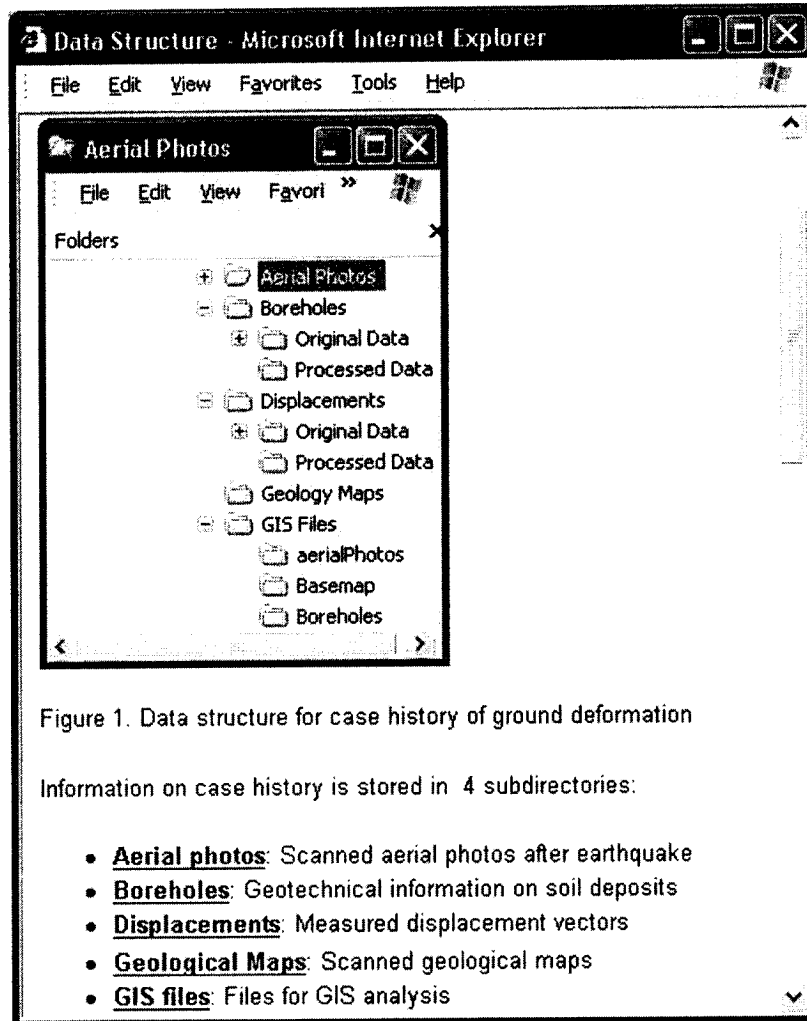 Data Structure - Microsoft Internet Explorer
File Edit View Favorites Tools Help
Aerial Photos
File Edit View Favori »
Folders
Aerial Photos
Boreholes
Original Data
Processed Data
Displacements
Original Data
Processed Data
Geology Maps
GIS Files
aerialPhotos
Basemap
Boreholes
Figure 1. Data structure for case history of ground deformation
Information on case history is stored in 4 subdirectories:
• Aerial photos: Scanned aerial photos after earthquake
• Boreholes: Geotechnical information on soil deposits
• Displacements: Measured displacement vectors
• Geological Maps: Scanned geological maps
• GIS files: Files for GIS analysis